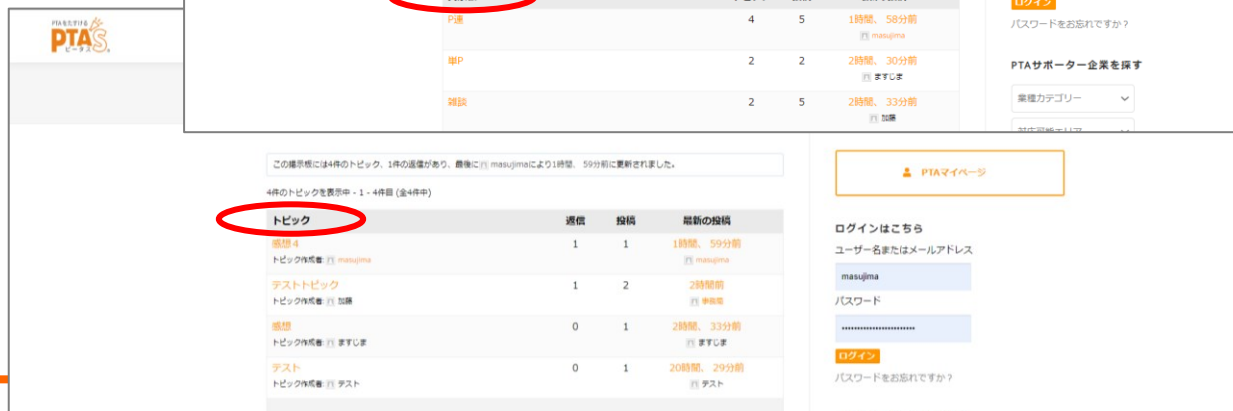 PTAをたすける
PTA'S
ピータス
P連 4 5 1時間、 58分前
masujima
単P 2 2 2時間、 30分前
ますじま
雑談 2 5 2時間、 33分前
加藤
ログイン
パスワードをお忘れですか ?
PTAサポーター企業を探す
業種カテゴリー
この掲示板には4件のトピック、1件の返信があり、最後に masujimaにより1時間、 59分前に更新されました。
4件のトピックを表示中 - 1 - 4件目 (全4件中)
トピック 返信 投稿 最新の投稿
感想４ 1 1 1時間、 59分前
トピック作成者: masujima masujima
テストトピック 1 2 2時間前
トピック作成者: 加藤 事務局
感想 0 1 2時間、 33分前
トピック作成者: ますじま ますじま
テスト 0 1 20時間、 29分前
トピック作成者: テスト テスト
PTAマイページ
ログインはこちら
ユーザー名またはメールアドレス
masujima
パスワード
ログイン
パスワードをお忘れですか ?